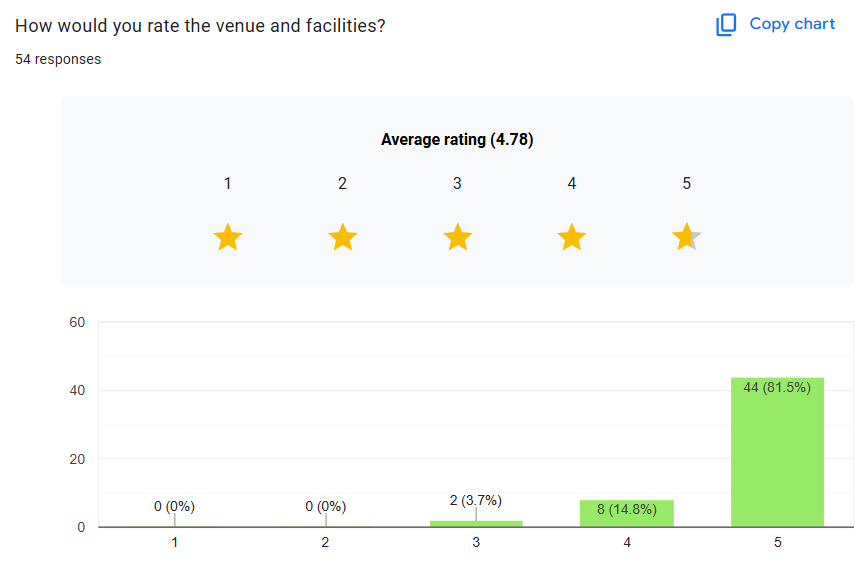 How would you rate the venue and facilities?
Copy chart
54 responses
Average rating (4.78)
1 2 3 4 5
60
40
20
0
0 (0%)
0 (0%)
2 (3.7%)
8 (14.8%)
44 (81.5%)
1 2 3 4 5